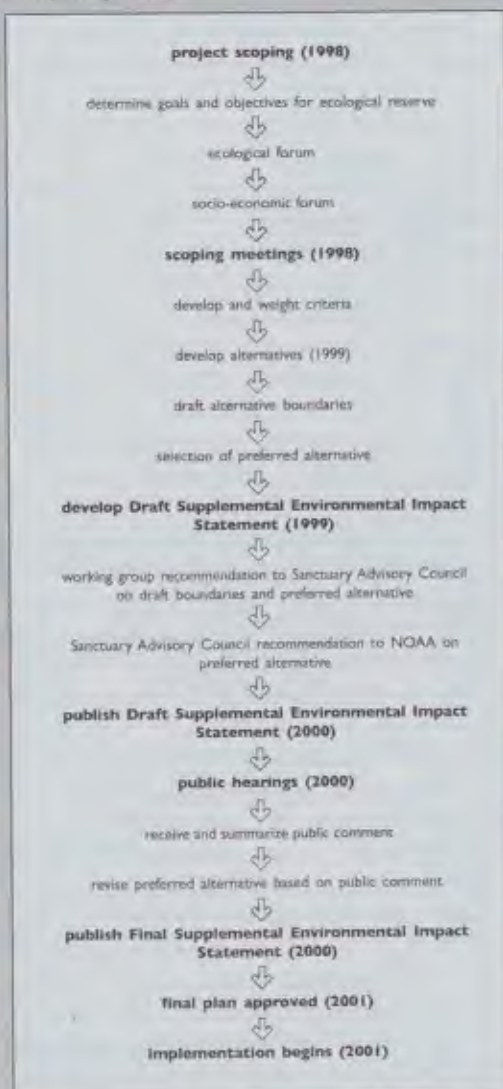 project scoping (1998)
determine goals and objectives for ecological reserve
ecological forum
socio-economic forum
scoping meetings (1998)
develop and weight criteria
develop alternatives (1999)
draft alternative boundaries
selection of preferred alternative
develop Draft Supplemental Environmental Impact
Statement (1999)
working group recommendation to Sanctuary Advisory Council
on draft boundaries and preferred alternative
Sanctuary Advisory Council recommendation to NOAA on
preferred alternative
publish Draft Supplemental Environmental Impact
Statement (2000)
public hearings (2000)
receive and summarize public comment
revise preferred alternative based on public comment
publish Final Supplemental Environmental Impact
Statement (2000)
final plan approved (2001)
implementation begins (2001)